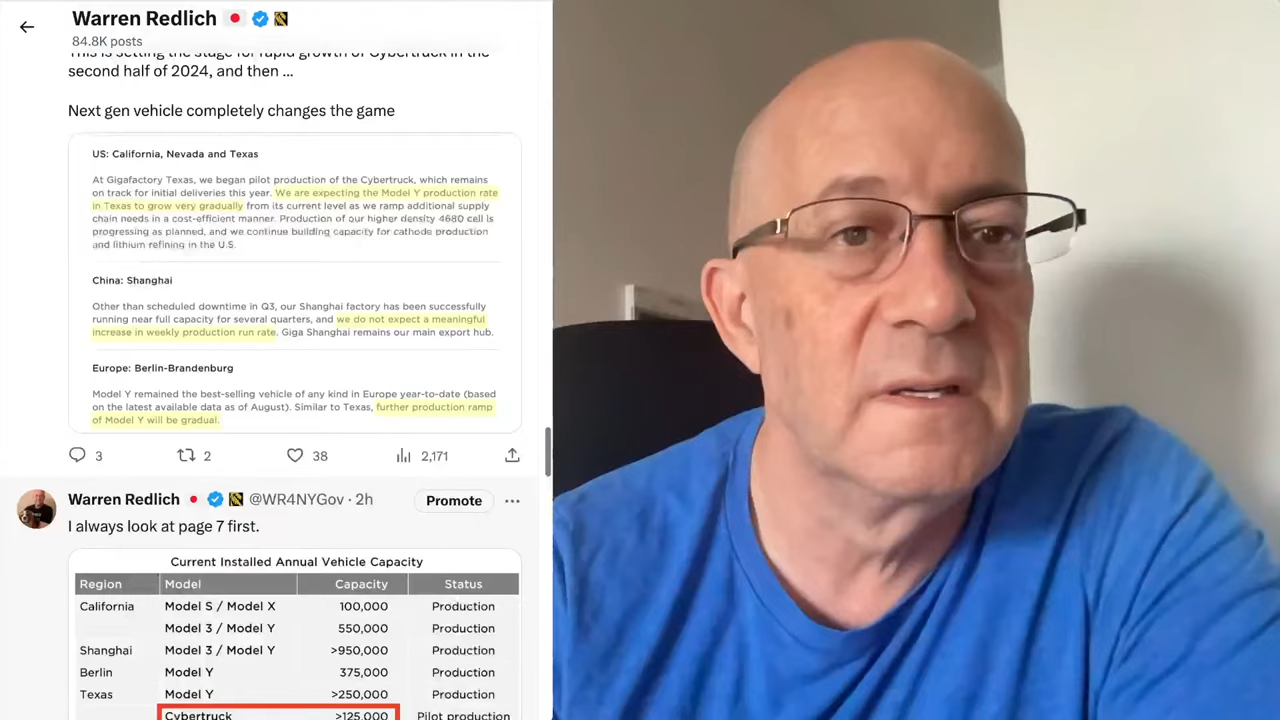 Warren Redlich
84.8K posts
This is setting the stage for rapid growth of Cybertruck in the
second half of 2024, and then ...
Next gen vehicle completely changes the game
US: California, Nevada and Texas
At Gigafactory Texas, we began pilot production of the Cybertruck, which remains
on track for initial deliveries this year. We are expecting the Model Y production rate
in Texas to grow very gradually from its current level as we ramp additional supply
chain needs in a cost-efficient manner. Production of our higher density 4680 cell is
progressing as planned, and we continue building capacity for cathode production
and lithium refining in the U.S.
China: Shanghai
Other than scheduled downtime in Q3, our Shanghai factory has been successfully
running near full capacity for several quarters, and we do not expect a meaningful
increase in weekly production run rate. Giga Shanghai remains our main export hub.
Europe: Berlin-Brandenburg
Model Y remained the best-selling vehicle of any kind in Europe year-to-date (based
on the latest available data as of August). Similar to Texas, further production ramp
of Model Y will be gradual.
3 2 38 2,171
Warren Redlich @WR4NYGov · 2h Promote ...
I always look at page 7 first.
Current Installed Annual Vehicle Capacity
Region Model Capacity Status
California Model S / Model X 100,000 Production
Model 3 / Model Y 550,000 Production
Shanghai Model 3 / Model Y >950,000 Production
Berlin Model Y 375,000 Production
Texas Model Y >250,000 Production
Cybertruck >125,000 Pilot production